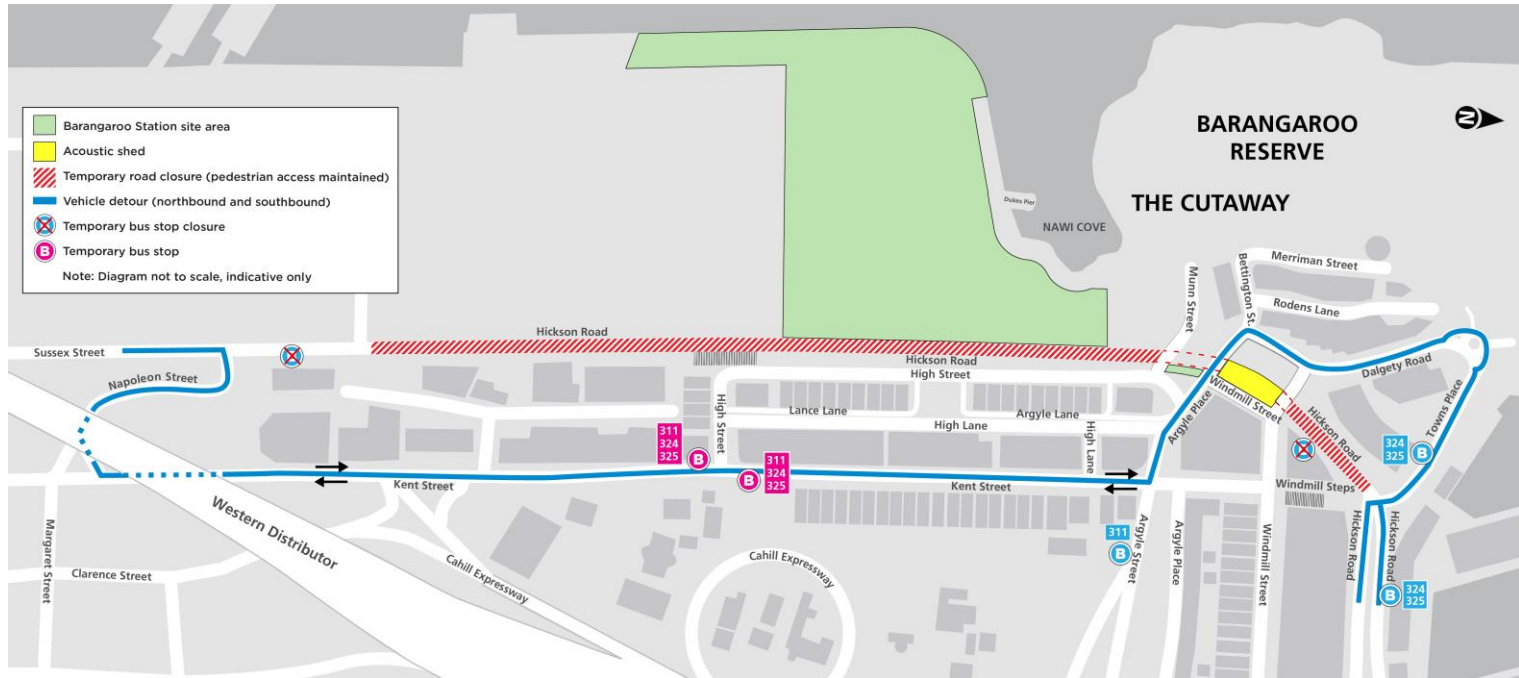 Barangaroo Station site area
Acoustic shed
Temporary road closure (pedestrian access maintained)
Vehicle detour (northbound and southbound)
Temporary bus stop closure
B
Temporary bus stop
Note: Diagram not to scale, indicative only
BARANGAROO
RESERVE
N
THE CUTAWAY
Dukes Pier
NAWI COVE
Merriman Street
Bettington St.
Munn Street
Rodens Lane
Hickson Road
Sussex Street
Hickson Road
High Street
Dalgety Road
Napoleon Street
Lance Lane
Argyle Lane
High Lane
High Street
High Lane
Argyle Place
Windmill Street
Hickson Road
Towns Place
311
324
325
B
311
324
325
B
324
325
B
Kent Street
Kent Street
Windmill Steps
Western Distributor
Margaret Street
Clarence Street
Cahill Expressway
Cahill Expressway
311
B
Argyle Street
Argyle Place
Windmill Street
Hickson Road
Hickson Road
B
324
325